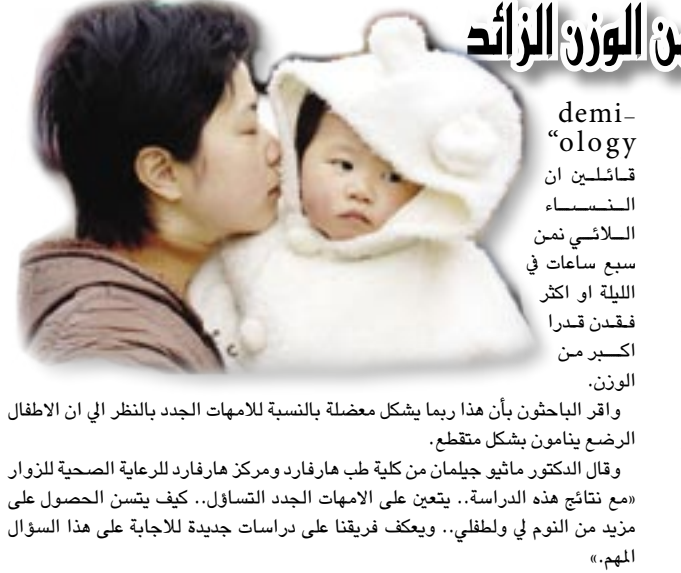 ن الوزن الزائد
demi-
“ology
قائلين ان
النساء
اللائي نمن
سبع ساعات في
الليلة او اكثر
فقدن قدرا
اكبر من
الوزن.
واقر الباحثون بأن هذا ربما يشكل معضلة بالنسبة للامهات الجدد بالنظر الي ان الاطفال
الرضع ينامون بشكل متقطع.
وقال الدكتور ماثيو جيلمان من كلية طب هارفارد ومركز هارفارد للرعاية الصحية للزوار
«مع نتائج هذه الدراسة.. يتعين على الامهات الجدد التساؤل.. كيف يتسن الحصول على
مزيد من النوم لي ولطفلي.. ويعكف فريقنا على دراسات جديدة للاجابة على هذا السؤال
المهم.»